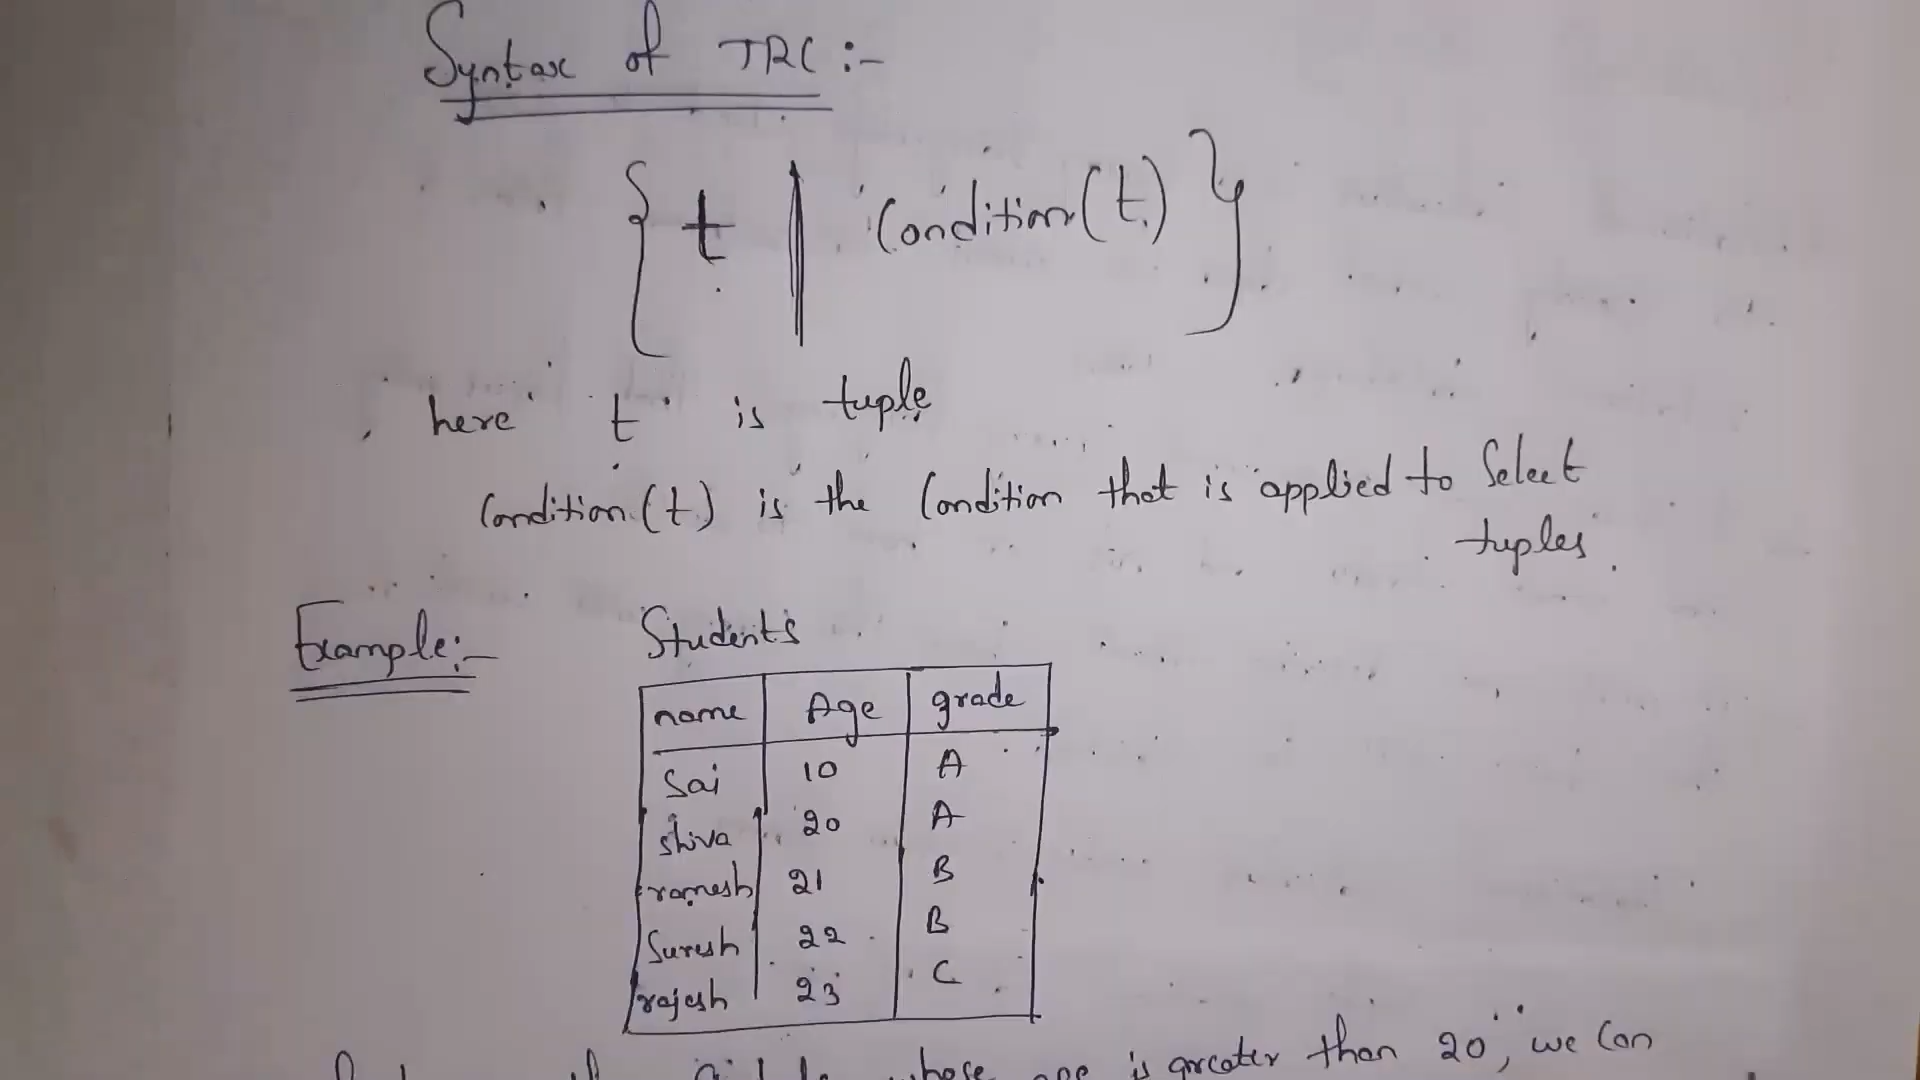 Syntax of TRC :-
{ t | Condition(t) }
here 't' is tuple
Condition (t) is the Condition that is applied to Select
tuples.
Example:-
Students
name Age grade
Sai 10 A
shiva 20 A
ramesh 21 B
Suresh 22 B
rajesh 23 C
whose age is greater than 20, we Can